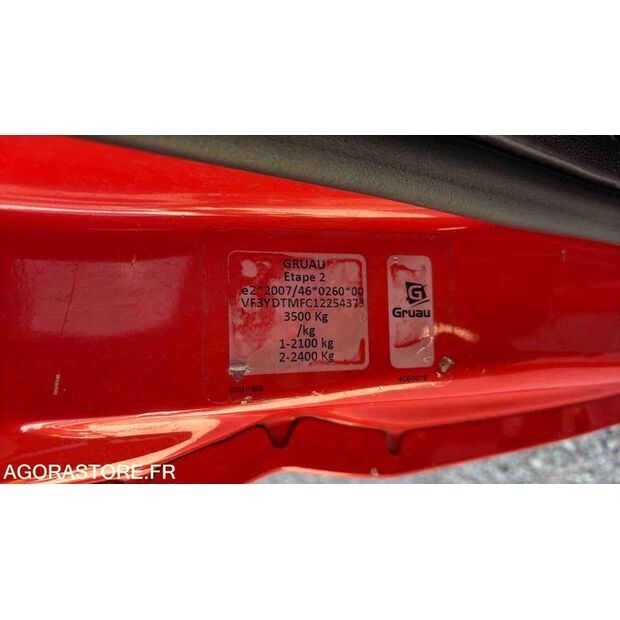 GRUAU
Etape 2
e2*2007/46*0260*00
VF3YDTMFC12254373
3500 Kg
/kg
1-2100 kg
2-2400 Kg
G
Gruau
AGORASTORE.FR